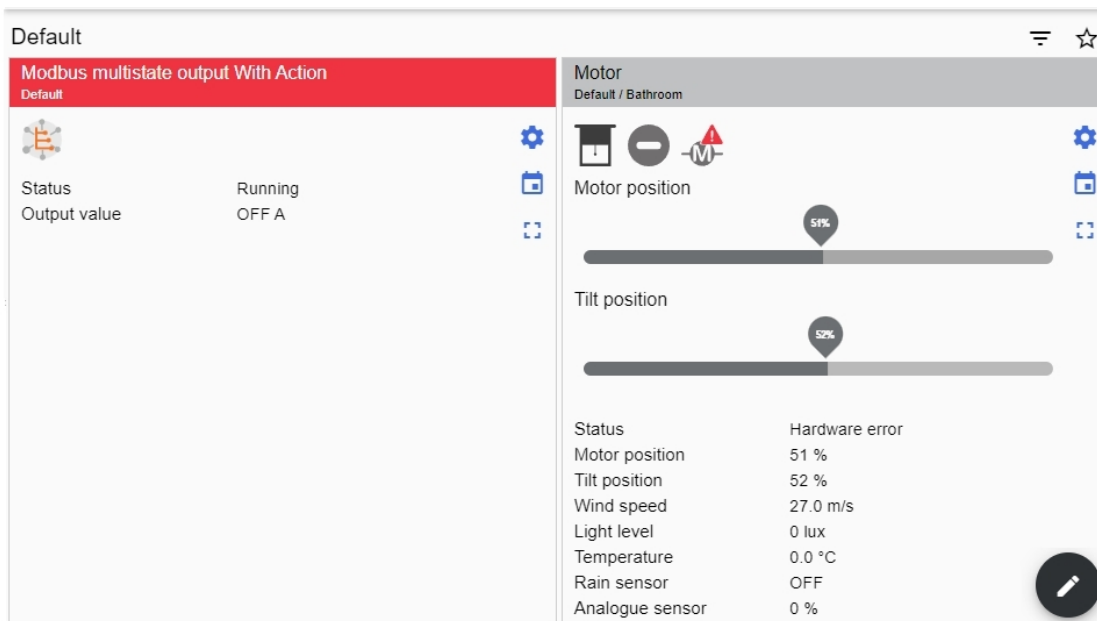 Default
Modbus multistate output With Action
Default
Status Running
Output value OFF A
Motor
Default / Bathroom
M
Motor position
51%
Tilt position
52%
Status Hardware error
Motor position 51 %
Tilt position 52 %
Wind speed 27.0 m/s
Light level 0 lux
Temperature 0.0 °C
Rain sensor OFF
Analogue sensor 0 %